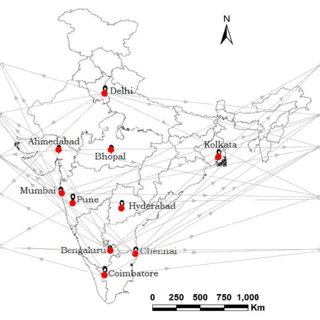 N
Delhi
Ahmedabad
Bhopal
Kolkata
Mumbai
Pune
Hyderabad
Bengaluru
Chennai
Coimbatore
0 250 500 750 1,000
Km